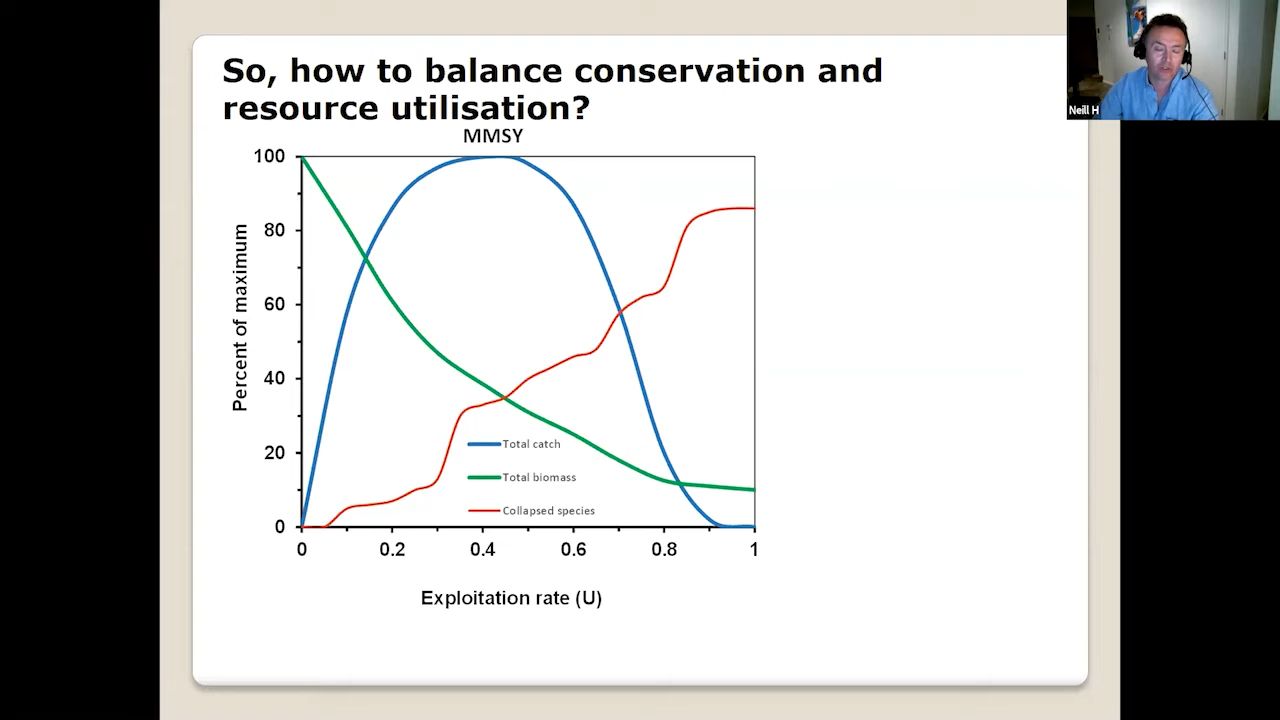 So, how to balance conservation and
resource utilisation?
MMSY
100
80
60
40
20
0
Percent of maximum
Total catch
Total biomass
Collapsed species
0 0.2 0.4 0.6 0.8 1
Exploitation rate (U)
Neill H